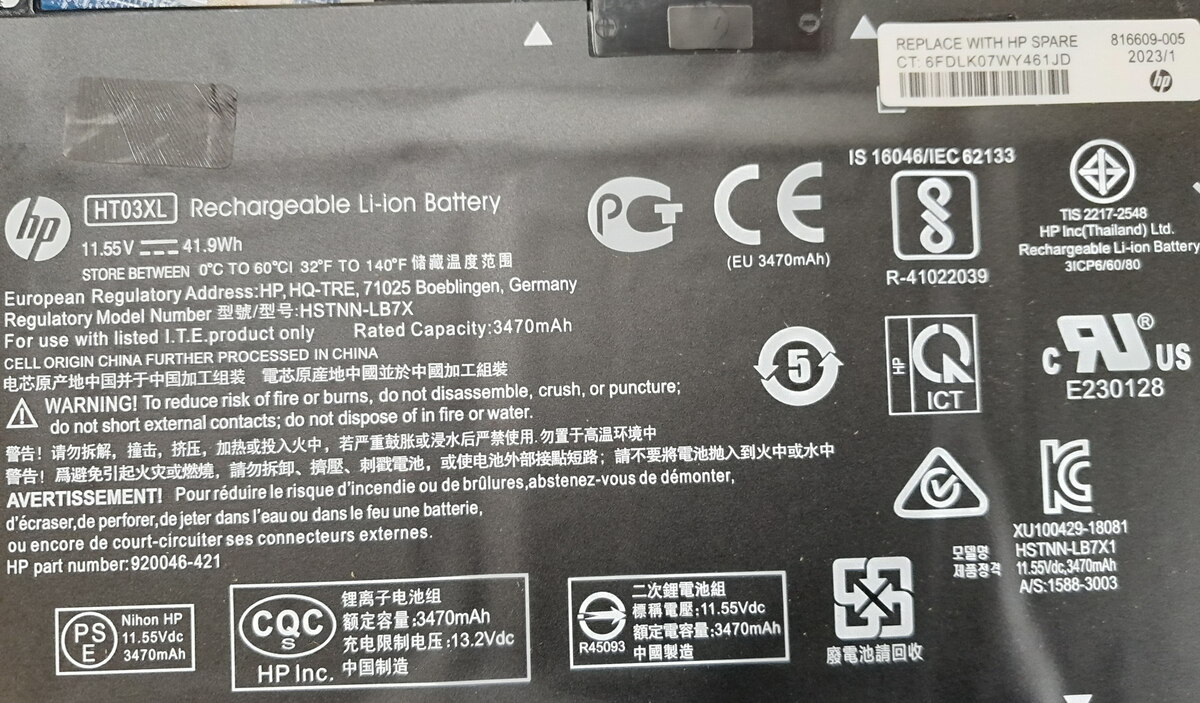 REPLACE WITH HP SPARE 816609-005
CT: 6FDLK07WY461JD 2023/1
hp
hp HT03XL Rechargeable Li-ion Battery
11.55V 41.9Wh
STORE BETWEEN 0°C TO 60°CI 32°F TO 140°F 储藏温度范围
European Regulatory Address:HP, HQ-TRE, 71025 Boeblingen, Germany
Regulatory Model Number 型號/型号:HSTNN-LB7X
For use with listed I.T.E.product only Rated Capacity:3470mAh
CELL ORIGIN CHINA FURTHER PROCESSED IN CHINA
电芯原产地中国并于中国加工组装 電芯原産地中國並於中國加工組裝
WARNING! To reduce risk of fire or burns, do not disassemble, crush, or puncture;
do not short external contacts; do not dispose of in fire or water.
警告! 请勿拆解，撞击，挤压，加热或投入火中，若严重鼓胀或浸水后严禁使用.勿置于高温环境中
警告! 爲避免引起火灾或燃燒，請勿拆卸、擠壓、刺戳電池，或使电池外部接點短路；請不要將電池抛入到火中或水中
AVERTISSEMENT! Pour réduire le risque d'incendie ou de brûlures,abstenez-vous de démonter,
d'écraser,de perforer,de jeter dans l'eau ou dans le feu une batterie,
ou encore de court-circuiter ses connecteurs externes.
HP part number:920046-421
PCT
CE
(EU 3470mAh)
IS 16046/IEC 62133
R-41022039
TIS 2217-2548
HP Inc(Thailand) Ltd.
Rechargeable Li-ion Battery
3ICP6/60/80
5
HP
ICT
c RU® US
E230128
KC
XU100429-18081
모델명 HSTNN-LB7X1
제품정격 11.55Vdc,3470mAh
A/S:1588-3003
PSE
Nihon HP
11.55Vdc
3470mAh
CQC
S
HP Inc.
锂离子电池组
额定容量:3470mAh
充电限制电压:13.2Vdc
中国制造
R45093
二次鋰電池組
標稱電壓:11.55Vdc
額定電容量:3470mAh
中國製造
廢電池請回收